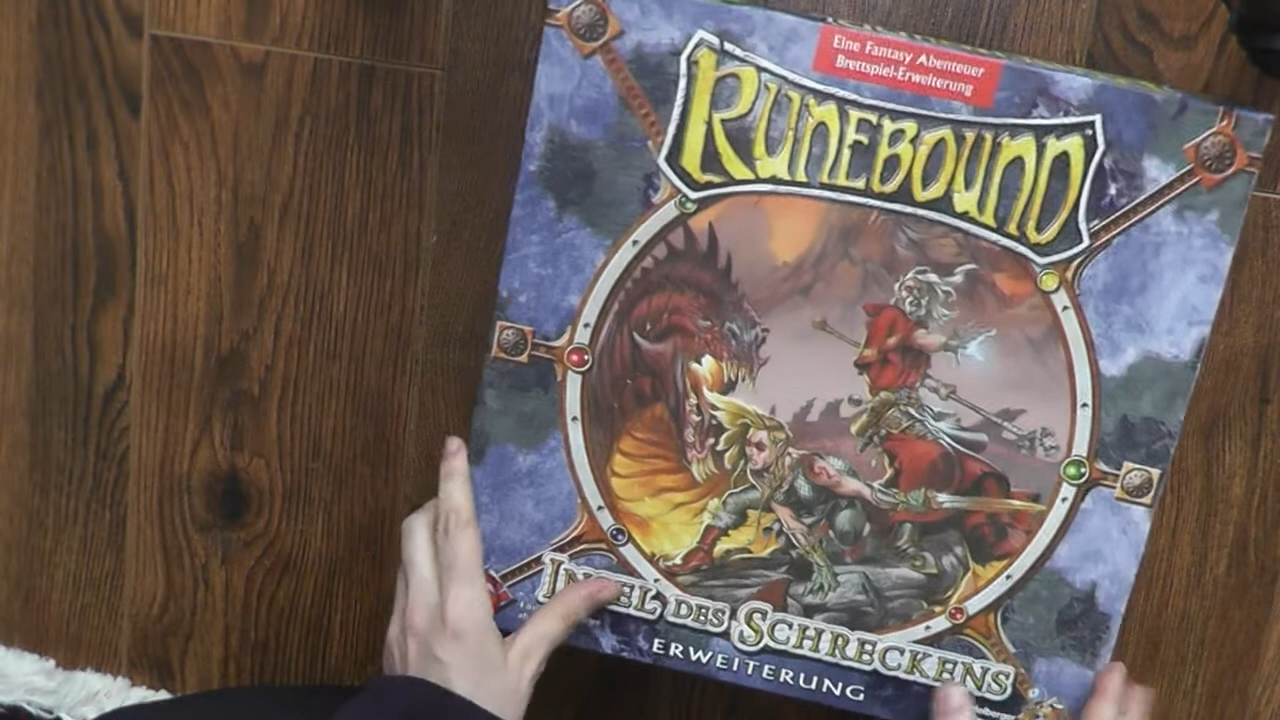 Eine Fantasy Abenteuer
Brettspiel-Erweiterung
RUNEBOUND
INSEL DES SCHRECKENS
ERWEITERUNG